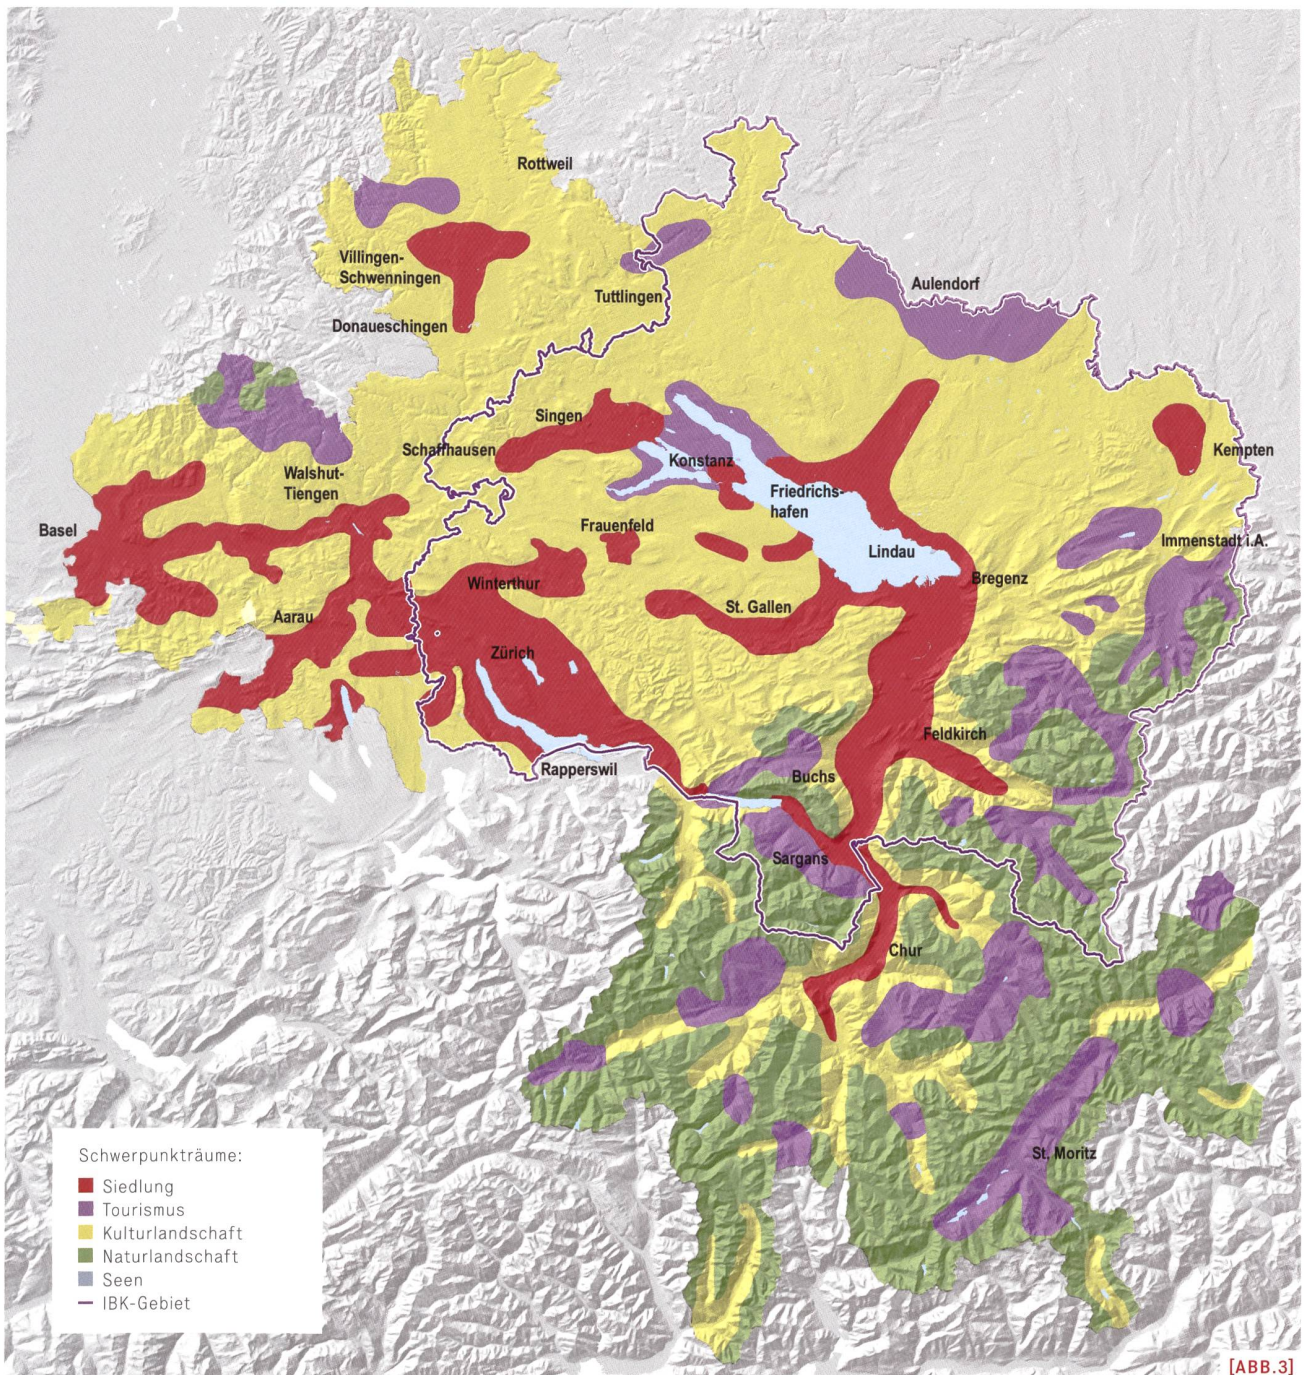 Rottweil
Villingen-
Schwenningen
Tuttlingen
Aulendorf
Donaueschingen
Singen
Schaffhausen
Konstanz
Kempten
Walshut-
Tiengen
Friedrichs-
hafen
Basel
Frauenfeld
Immenstadt i.A.
Lindau
Winterthur
Bregenz
St. Gallen
Aarau
Zürich
Feldkirch
Rapperswil
Buchs
Sargans
Chur
St. Moritz
Schwerpunkträume:
Siedlung
Tourismus
Kulturlandschaft
Naturlandschaft
Seen
IBK-Gebiet
[ABB.3]